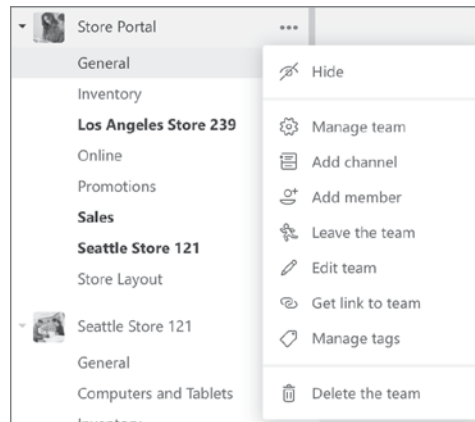 Store Portal
General
Inventory
Los Angeles Store 239
Online
Promotions
Sales
Seattle Store 121
Store Layout
Seattle Store 121
General
Computers and Tablets
Inventory
Hide
Manage team
Add channel
Add member
Leave the team
Edit team
Get link to team
Manage tags
Delete the team